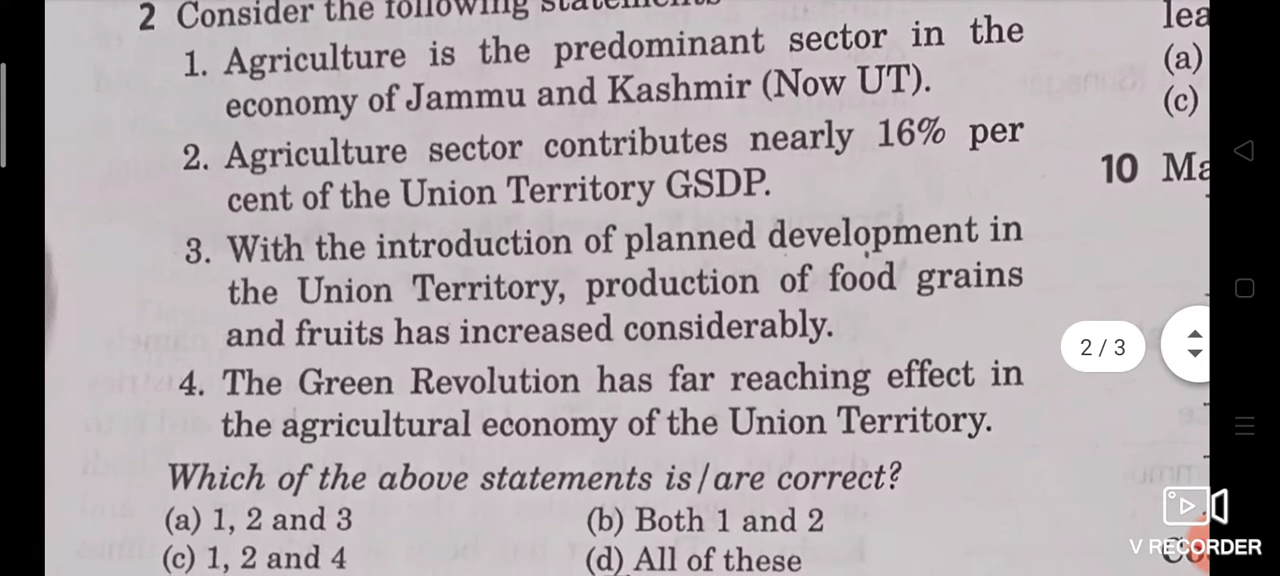 2 Consider the following statements
1. Agriculture is the predominant sector in the
economy of Jammu and Kashmir (Now UT).
2. Agriculture sector contributes nearly 16% per
cent of the Union Territory GSDP.
3. With the introduction of planned development in
the Union Territory, production of food grains
and fruits has increased considerably.
4. The Green Revolution has far reaching effect in
the agricultural economy of the Union Territory.
Which of the above statements is/are correct?
(a) 1, 2 and 3
(b) Both 1 and 2
(c) 1, 2 and 4
(d) All of these
lea
(a)
(c)
10 Ma
2 / 3
V RECORDER